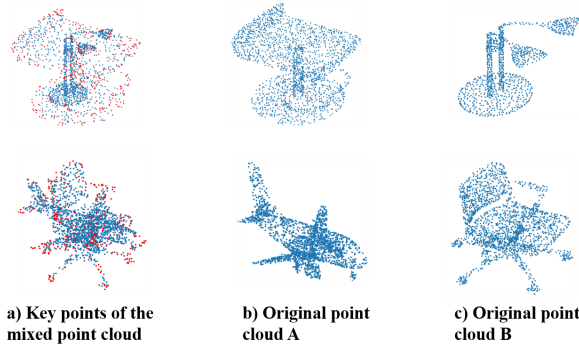 a) Key points of the
mixed point cloud
b) Original point
cloud A
c) Original point
cloud B